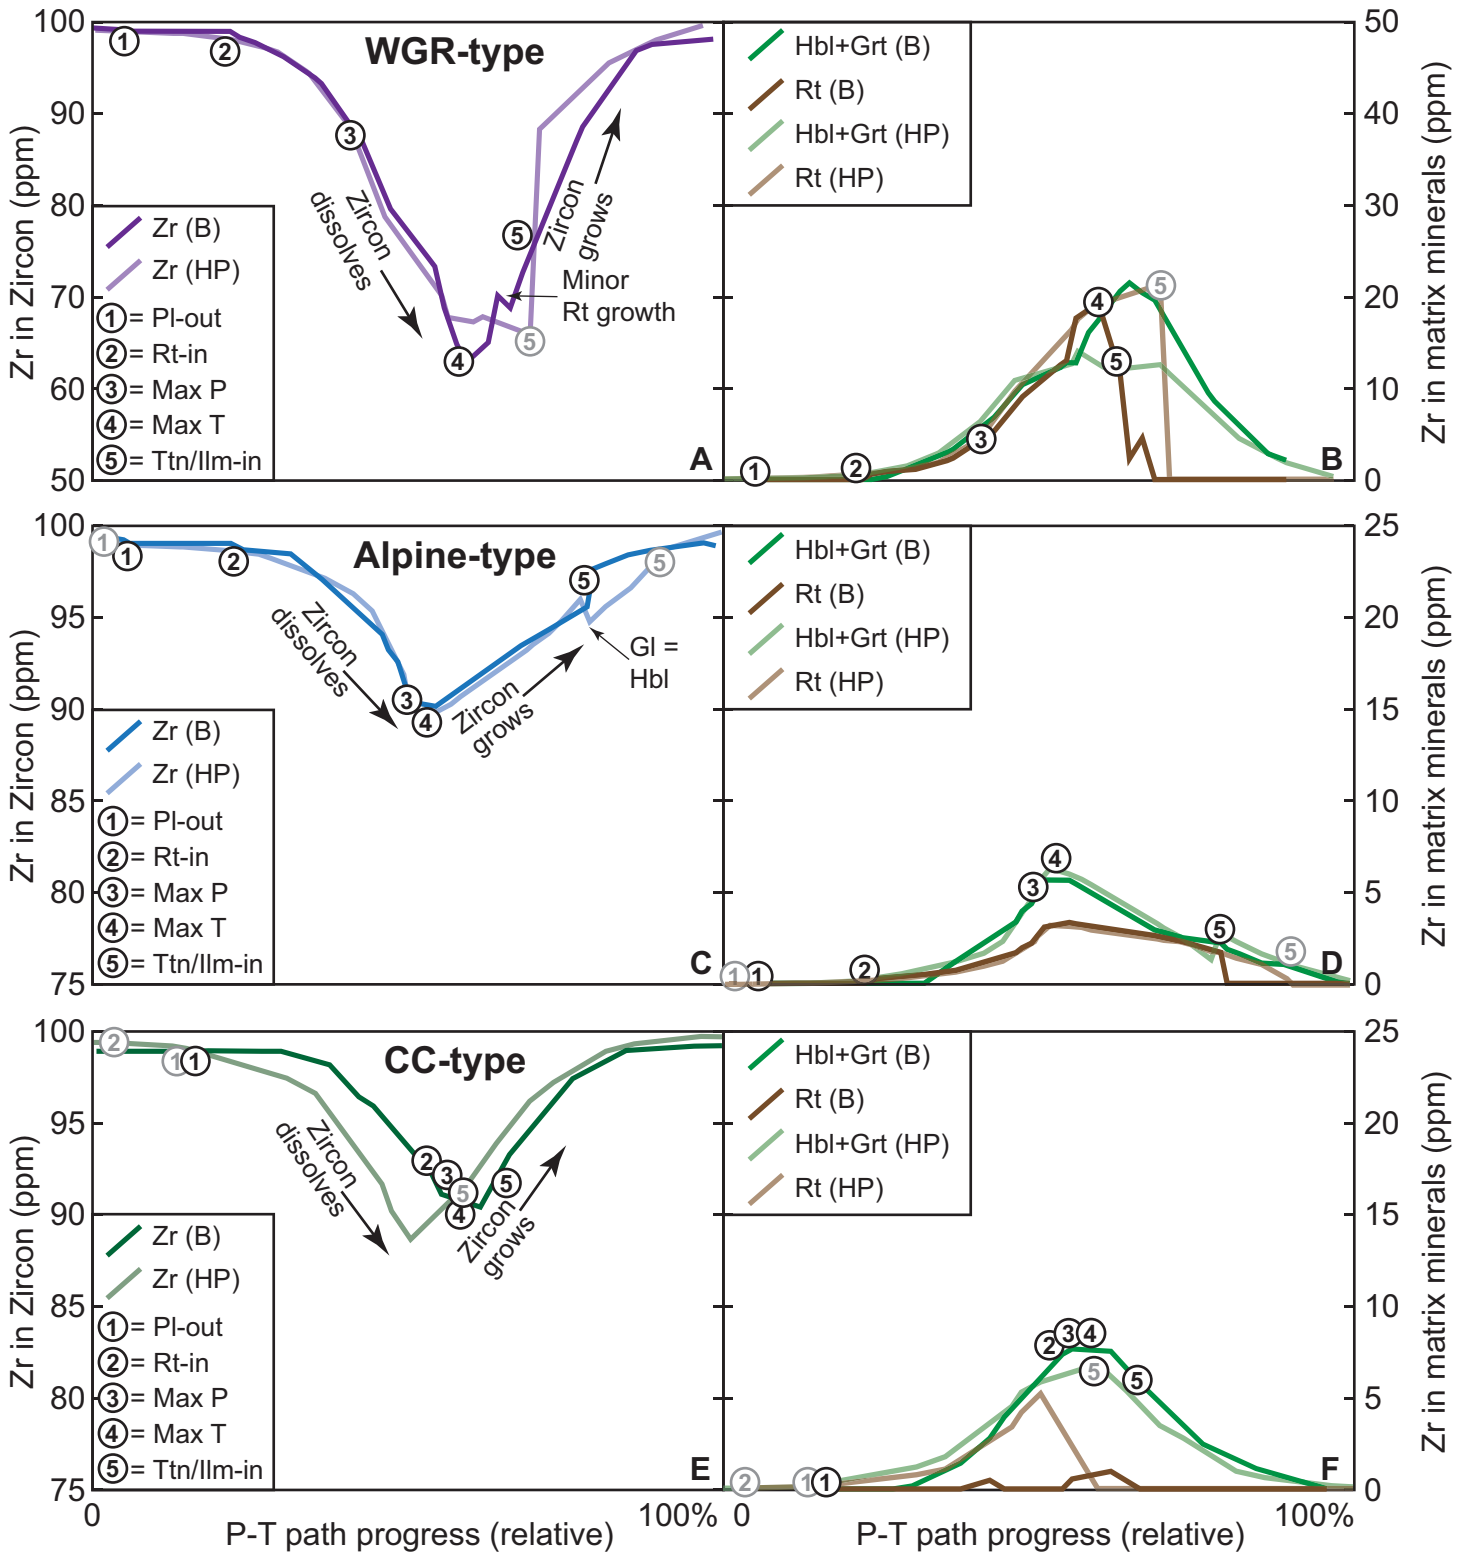 WGR-type
Zr in Zircon (ppm)
100
90
80
70
60
50
1
2
3
4
5
5
Zircon
dissolves
Zircon
grows
Minor
Rt growth
Zr (B)
Zr (HP)
1 = Pl-out
2 = Rt-in
3 = Max P
4 = Max T
5 = Ttn/Ilm-in
A
Hbl+Grt (B)
Rt (B)
Hbl+Grt (HP)
Rt (HP)
1
2
3
4
5
5
B
50
40
30
20
10
0
Zr in matrix minerals (ppm)
Alpine-type
Zr in Zircon (ppm)
100
95
90
85
80
75
1
1
2
3
4
5
5
Zircon
dissolves
Zircon
grows
Gl =
Hbl
Zr (B)
Zr (HP)
1 = Pl-out
2 = Rt-in
3 = Max P
4 = Max T
5 = Ttn/Ilm-in
C
Hbl+Grt (B)
Rt (B)
Hbl+Grt (HP)
Rt (HP)
1
1
2
3
4
5
5
D
25
20
15
10
5
0
Zr in matrix minerals (ppm)
CC-type
Zr in Zircon (ppm)
100
95
90
85
80
75
2
1
1
2
3
5
4
5
Zircon
dissolves
Zircon
grows
Zr (B)
Zr (HP)
1 = Pl-out
2 = Rt-in
3 = Max P
4 = Max T
5 = Ttn/Ilm-in
E
Hbl+Grt (B)
Rt (B)
Hbl+Grt (HP)
Rt (HP)
2
1
1
2
3
4
5
5
F
25
20
15
10
5
0
Zr in matrix minerals (ppm)
0
100%
P-T path progress (relative)
0
100%
P-T path progress (relative)